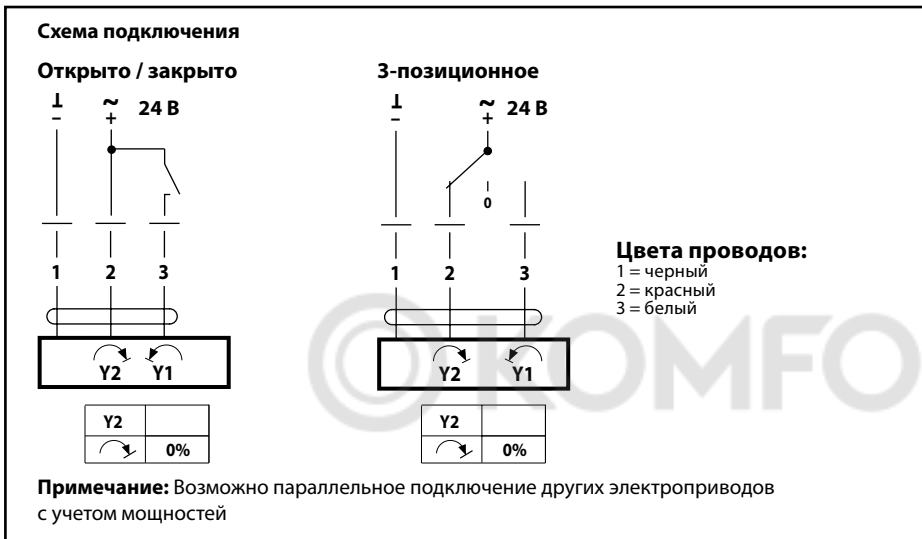 Схема подключения
Открыто / закрыто
⊥ ~ 24 В
– +
1 2 3
Y2 Y1
Y2
0%
3-позиционное
⊥ ~ 24 В
– +
0
1 2 3
Y2 Y1
Y2
0%
Цвета проводов:
1 = черный
2 = красный
3 = белый
KOMFO
Примечание: Возможно параллельное подключение других электроприводов
с учетом мощностей